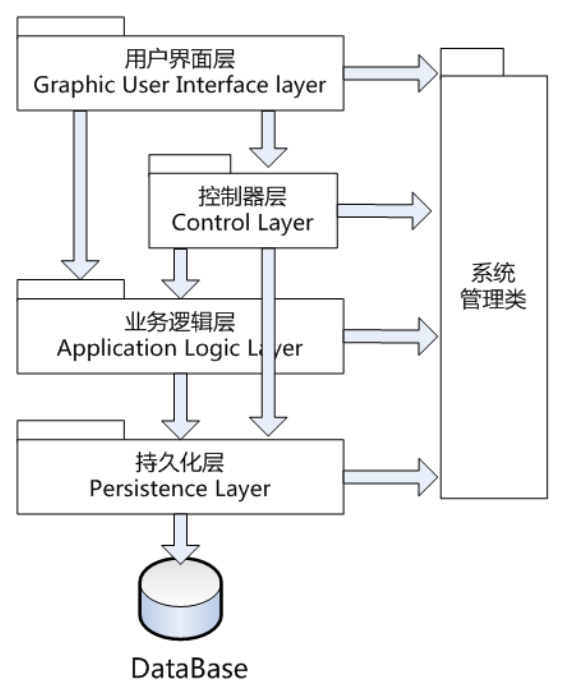 用户界面层
Graphic User Interface layer
控制器层
Control Layer
系统
管理类
业务逻辑层
Application Logic Layer
持久化层
Persistence Layer
DataBase